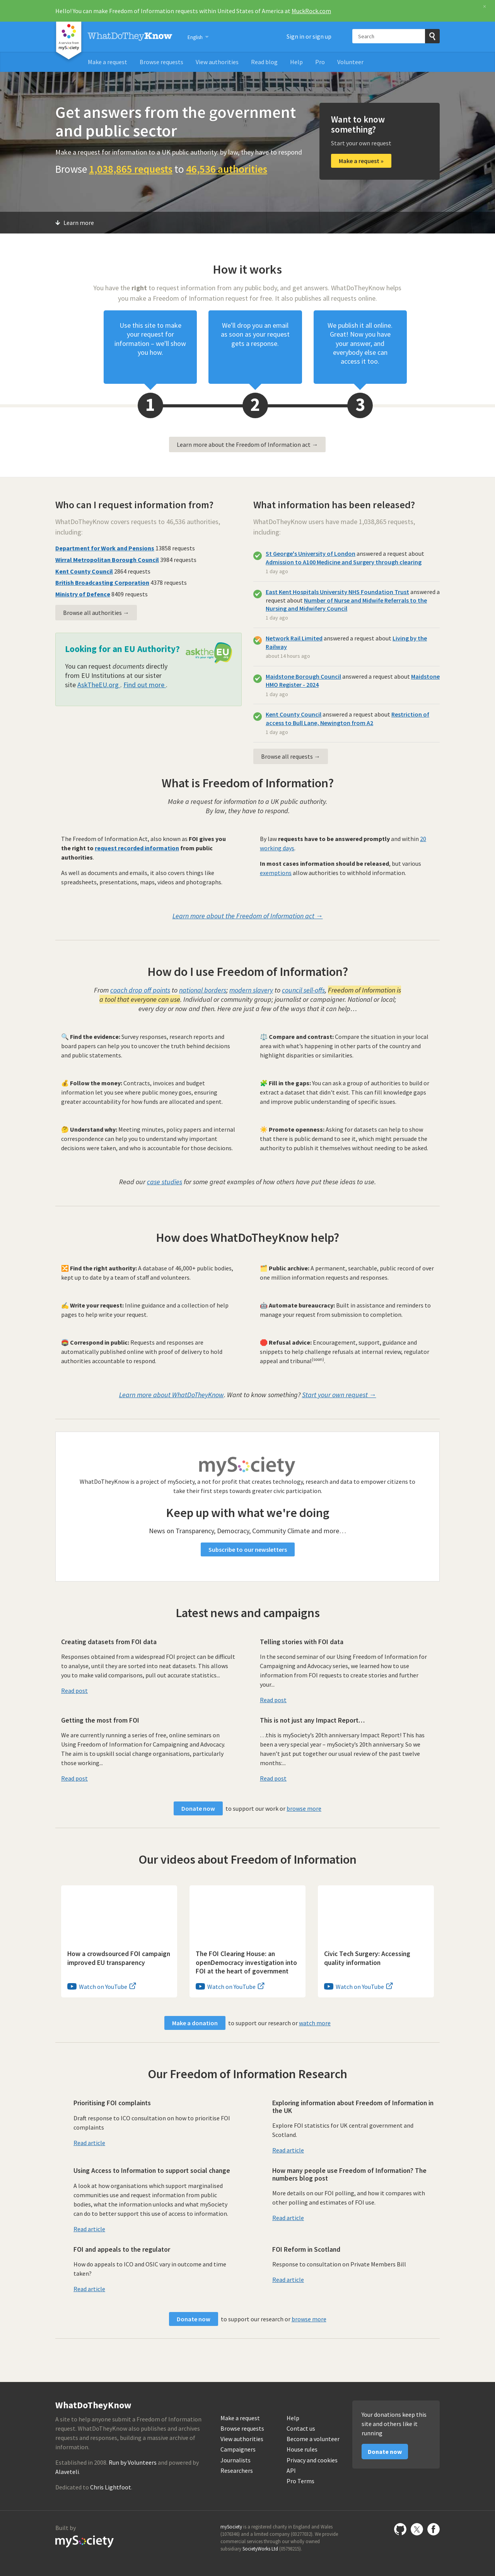 Hello! You can make Freedom of Information requests within United States of America at MuckRock.com
WhatDoTheyKnow
English
Sign in or sign up
Search
Make a request
Browse requests
View authorities
Read blog
Help
Pro
Volunteer
Get answers from the government
and public sector
Make a request for information to a UK public authority: by law, they have to respond
Browse 1,038,865 requests to 46,536 authorities
Want to know
something?
Start your own request
Make a request »
Learn more
How it works
You have the right to request information from any public body, and get answers. WhatDoTheyKnow helps
you make a Freedom of Information request for it. It also publishes all requests online.
Use this site to make
your request for
information – we'll show
you how.
We'll drop you an email
as soon as your request
gets a response.
We publish it all online.
Great! Now you have
your answer, and
everybody else can
access it too.
1
2
3
Learn more about the Freedom of Information act →
Who can I request information from?
WhatDoTheyKnow covers requests to 46,536 authorities,
including:
Department for Work and Pensions 13858 requests
Wirral Metropolitan Borough Council 3984 requests
Kent County Council 2864 requests
British Broadcasting Corporation 4378 requests
Ministry of Defence 8409 requests
Browse all authorities →
Looking for an EU Authority?
asktheEU
You can request documents directly
from EU Institutions at our sister
site AskTheEU.org . Find out more .
What information has been released?
WhatDoTheyKnow users have made 1,038,865 requests,
including:
St George's University of London answered a request about
Admission to A100 Medicine and Surgery through clearing
1 day ago
East Kent Hospitals University NHS Foundation Trust answered a
request about Number of Nurse and Midwife Referrals to the
Nursing and Midwifery Council
1 day ago
Network Rail Limited answered a request about Living by the
Railway
about 14 hours ago
Maidstone Borough Council answered a request about Maidstone
HMO Register - 2024
1 day ago
Kent County Council answered a request about Restriction of
access to Bull Lane, Newington from A2
1 day ago
Browse all requests →
What is Freedom of Information?
Make a request for information to a UK public authority.
By law, they have to respond.
The Freedom of Information Act, also known as FOI gives you
the right to request recorded information from public
authorities.
As well as documents and emails, it also covers things like
spreadsheets, presentations, maps, videos and photographs.
By law requests have to be answered promptly and within 20
working days.
In most cases information should be released, but various
exemptions allow authorities to withhold information.
Learn more about the Freedom of Information act →
How do I use Freedom of Information?
From coach drop off points to national borders; modern slavery to council sell-offs, Freedom of Information is
a tool that everyone can use. Individual or community group; journalist or campaigner. National or local;
every day or now and then. Here are just a few of the ways that it can help…
🔍 Find the evidence: Survey responses, research reports and
board papers can help you to uncover the truth behind decisions
and public statements.
⚖️ Compare and contrast: Compare the situation in your local
area with what's happening in other parts of the country and
highlight disparities or similarities.
💰 Follow the money: Contracts, invoices and budget
information let you see where public money goes, ensuring
greater accountability for how funds are allocated and spent.
🧩 Fill in the gaps: You can ask a group of authorities to build or
extract a dataset that don't exist. This can fill knowledge gaps
and improve public understanding of specific issues.
🤔 Understand why: Meeting minutes, policy papers and internal
correspondence can help you to understand why important
decisions were taken, and who is accountable for those decisions.
☀️ Promote openness: Asking for datasets can help to show
that there is public demand to see it, which might persuade the
authority to publish it themselves without needing to be asked.
Read our case studies for some great examples of how others have put these ideas to use.
How does WhatDoTheyKnow help?
🔀 Find the right authority: A database of 46,000+ public bodies,
kept up to date by a team of staff and volunteers.
🗂️ Public archive: A permanent, searchable, public record of over
one million information requests and responses.
✍️ Write your request: Inline guidance and a collection of help
pages to help write your request.
🤖 Automate bureaucracy: Built in assistance and reminders to
manage your request from submission to completion.
Correspond in public: Requests and responses are
automatically published online with proof of delivery to hold
authorities accountable to respond.
🛑 Refusal advice: Encouragement, support, guidance and
snippets to help challenge refusals at internal review, regulator
appeal and tribunal(soon).
Learn more about WhatDoTheyKnow. Want to know something? Start your own request →
mySociety
WhatDoTheyKnow is a project of mySociety, a not for profit that creates technology, research and data to empower citizens to
take their first steps towards greater civic participation.
Keep up with what we're doing
News on Transparency, Democracy, Community Climate and more…
Subscribe to our newsletters
Latest news and campaigns
Creating datasets from FOI data
Responses obtained from a widespread FOI project can be difficult
to analyse, until they are sorted into neat datasets. This allows
you to make valid comparisons, pull out accurate statistics...
Read post
Telling stories with FOI data
In the second seminar of our Using Freedom of Information for
Campaigning and Advocacy series, we learned how to use
information from FOI requests to create stories and further
your...
Read post
Getting the most from FOI
We are currently running a series of free, online seminars on
Using Freedom of Information for Campaigning and Advocacy.
The aim is to upskill social change organisations, particularly
those working...
Read post
This is not just any Impact Report…
…this is mySociety's 20th anniversary Impact Report! This has
been a very special year – mySociety's 20th anniversary. So we
haven't just put together our usual review of the past twelve
months:...
Read post
Donate now to support our work or browse more
Our videos about Freedom of Information
How a crowdsourced FOI campaign
improved EU transparency
Watch on YouTube
The FOI Clearing House: an
openDemocracy investigation into
FOI at the heart of government
Watch on YouTube
Civic Tech Surgery: Accessing
quality information
Watch on YouTube
Make a donation to support our research or watch more
Our Freedom of Information Research
Prioritising FOI complaints
Draft response to ICO consultation on how to prioritise FOI
complaints
Read article
Exploring information about Freedom of Information in
the UK
Explore FOI statistics for UK central government and
Scotland.
Read article
Using Access to Information to support social change
A look at how organisations which support marginalised
communities use and request information from public
bodies, what the information unlocks and what mySociety
can do to better support this use of access to information.
Read article
How many people use Freedom of Information? The
numbers blog post
More details on our FOI polling, and how it compares with
other polling and estimates of FOI use.
Read article
FOI and appeals to the regulator
How do appeals to ICO and OSIC vary in outcome and time
taken?
Read article
FOI Reform in Scotland
Response to consultation on Private Members Bill
Read article
Donate now to support our research or browse more
WhatDoTheyKnow
A site to help anyone submit a Freedom of Information
request. WhatDoTheyKnow also publishes and archives
requests and responses, building a massive archive of
information.
Established in 2008. Run by Volunteers and powered by
Alaveteli.
Dedicated to Chris Lightfoot.
Make a request
Browse requests
View authorities
Campaigners
Journalists
Researchers
Help
Contact us
Become a volunteer
House rules
Privacy and cookies
API
Pro Terms
Your donations keep this
site and others like it
running
Donate now
Built by
mySociety
mySociety is a registered charity in England and Wales
(1076346) and a limited company (03277032). We provide
commercial services through our wholly owned
subsidiary SocietyWorks Ltd (05798215).